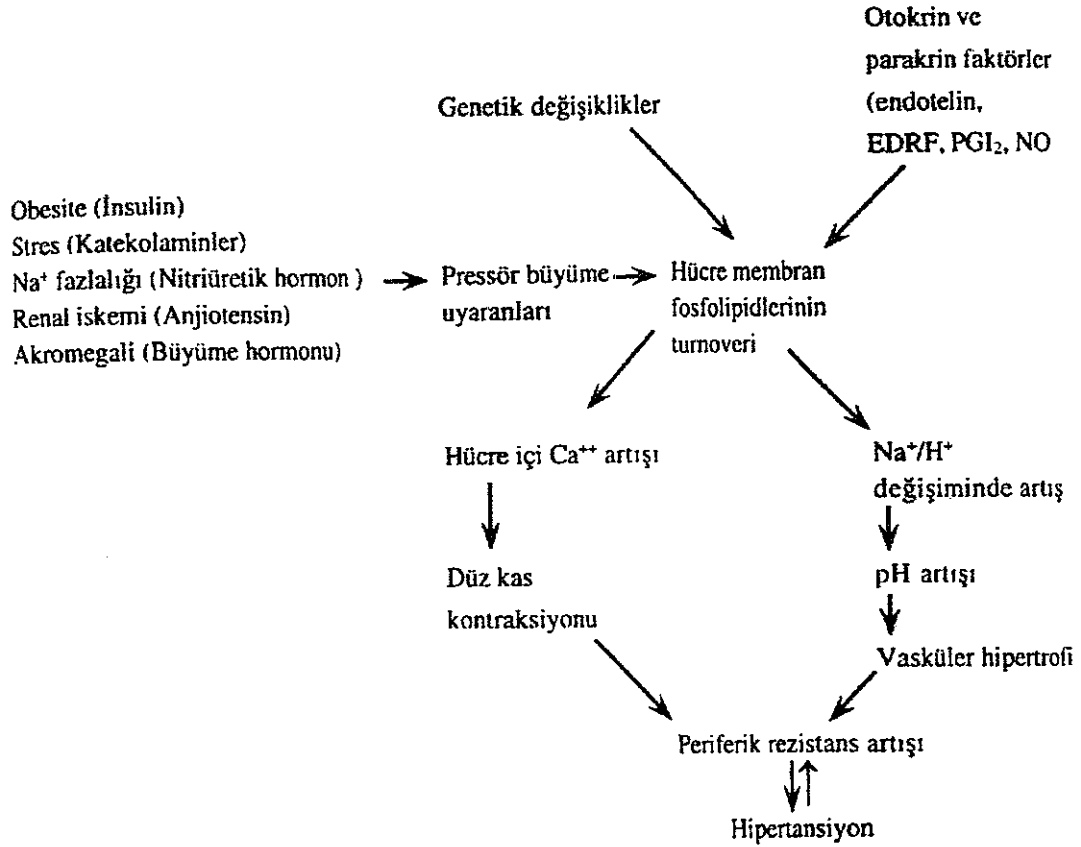 Otokrin ve
parakrin faktörler
(endotelin,
EDRF, PGI₂, NO
Genetik değişiklikler
Obesite (İnsulin)
Stres (Katekolaminler)
Na⁺ fazlalığı (Nitriüretik hormon )
Renal iskemi (Anjiotensin)
Akromegali (Büyüme hormonu)
Pressör büyüme
uyaranları
Hücre membran
fosfolipidlerinin
turnoveri
Hücre içi Ca⁺⁺ artışı
Na⁺/H⁺
değişiminde artış
Düz kas
kontraksiyonu
pH artışı
Vasküler hipertrofi
Periferik rezistans artışı
Hipertansiyon